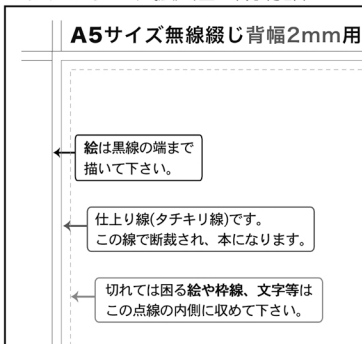 A5サイズ無線綴じ背幅2mm用
絵は黒線の端まで
描いて下さい。
仕上り線(タチキリ線)です。
この線で断裁され、本になります。
切れては困る絵や枠線、文字等は
この点線の内側に収めて下さい。